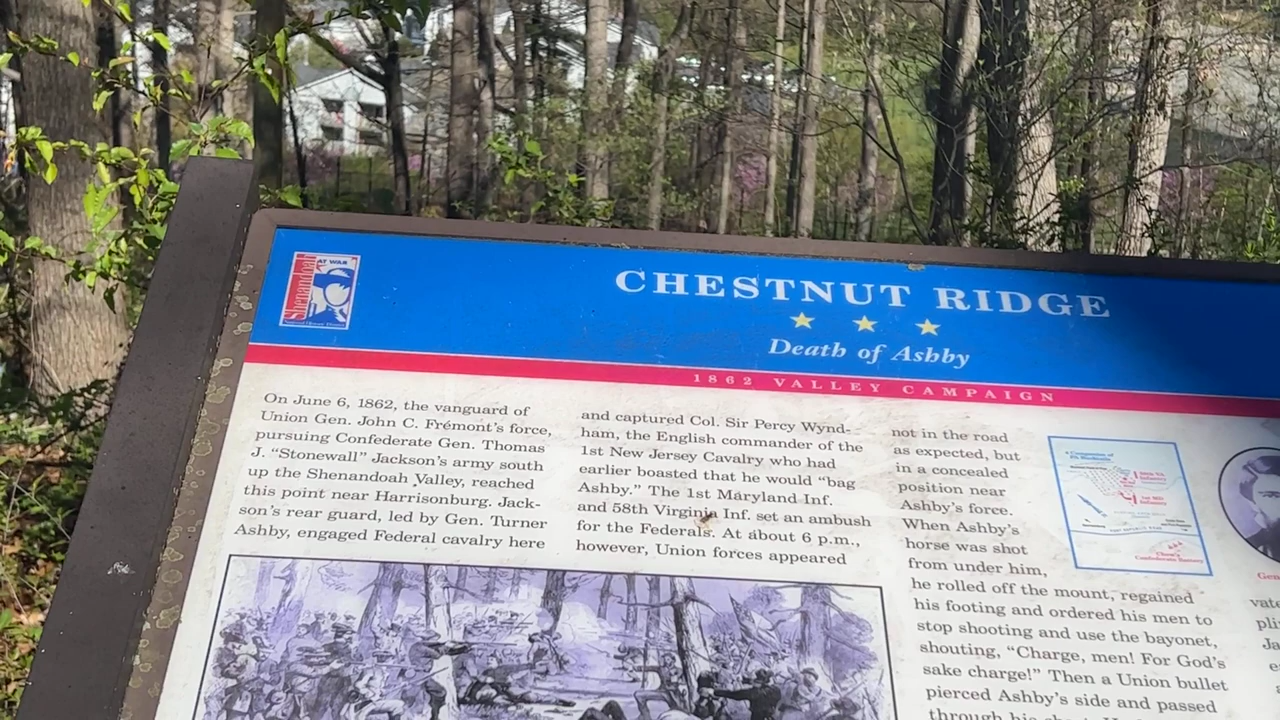 Shenandoah
AT WAR
CHESTNUT RIDGE
Death of Ashby
1862 VALLEY CAMPAIGN
On June 6, 1862, the vanguard of
Union Gen. John C. Frémont's force,
pursuing Confederate Gen. Thomas
J. "Stonewall" Jackson's army south
up the Shenandoah Valley, reached
this point near Harrisonburg. Jack-
son's rear guard, led by Gen. Turner
Ashby, engaged Federal cavalry here
and captured Col. Sir Percy Wynd-
ham, the English commander of the
1st New Jersey Cavalry who had
earlier boasted that he would "bag
Ashby." The 1st Maryland Inf.
and 58th Virginia Inf. set an ambush
for the Federals. At about 6 p.m.,
however, Union forces appeared
not in the road
as expected, but
in a concealed
position near
Ashby's force.
When Ashby's
horse was shot
from under him,
he rolled off the mount, regained
his footing and ordered his men to
stop shooting and use the bayonet,
shouting, "Charge, men! For God's
sake charge!" Then a Union bullet
pierced Ashby's side and passed
through his